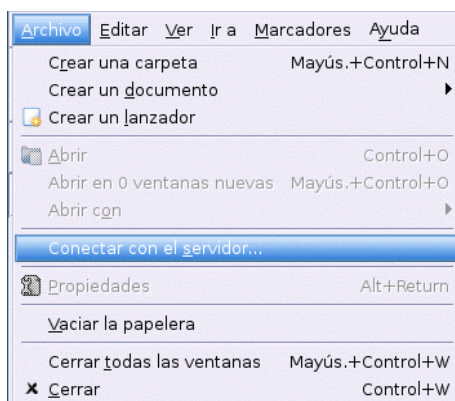 Archivo Editar Ver Ir a Marcadores Ayuda
Crear una carpeta Mayús.+Control+N
Crear un documento
Crear un lanzador
Abrir Control+O
Abrir en 0 ventanas nuevas Mayús.+Control+O
Abrir con
Conectar con el servidor...
Propiedades Alt+Return
Vaciar la papelera
Cerrar todas las ventanas Mayús.+Control+W
Cerrar Control+W